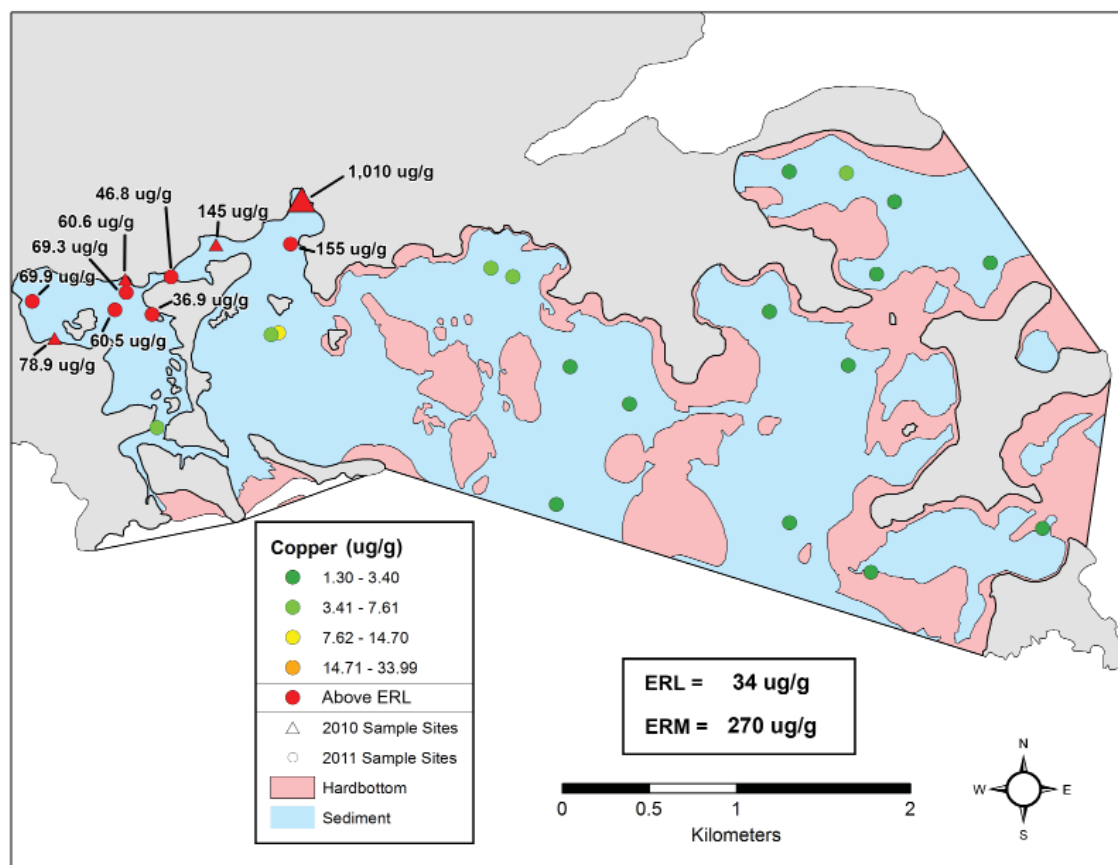 1,010 ug/g
46.8 ug/g
145 ug/g
60.6 ug/g
69.3 ug/g
155 ug/g
69.9 ug/g
36.9 ug/g
60.5 ug/g
78.9 ug/g
Copper (ug/g)
1.30 - 3.40
3.41 - 7.61
7.62 - 14.70
14.71 - 33.99
Above ERL
2010 Sample Sites
2011 Sample Sites
Hardbottom
Sediment
ERL = 34 ug/g
ERM = 270 ug/g
0 0.5 1 2
Kilometers
N
W E
S